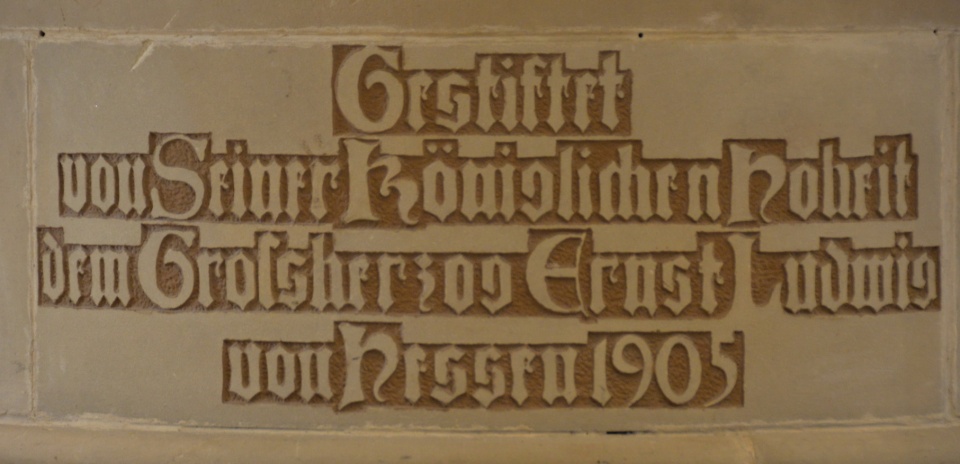 Gestiftet
von Seiner Königlichen Hoheit
dem Groſsherzog Ernst Ludwig
von Hessen 1905